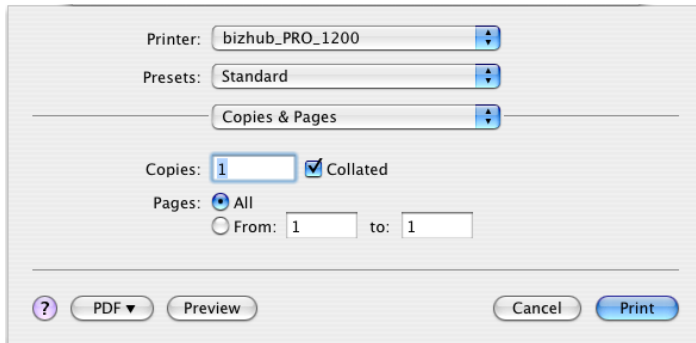 Printer: bizhub_PRO_1200
Presets: Standard
Copies & Pages
Copies: 1 Collated
Pages: All
From: 1 to: 1
? PDF ▼ Preview Cancel Print